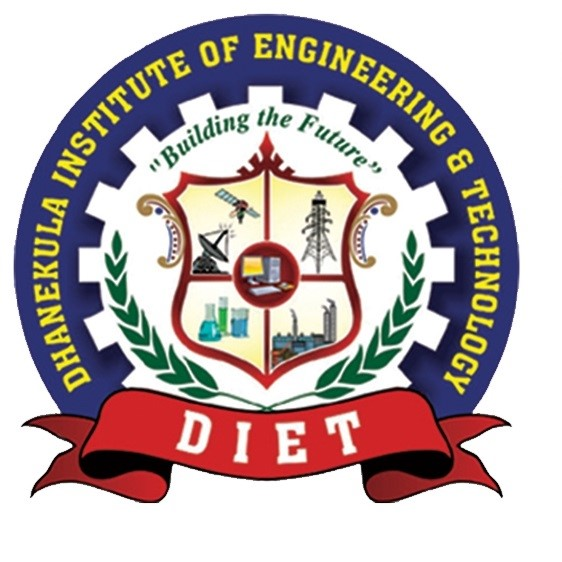 DHANEKULA INSTITUTE OF ENGINEERING & TECHNOLOGY
"Building the Future"
DIET